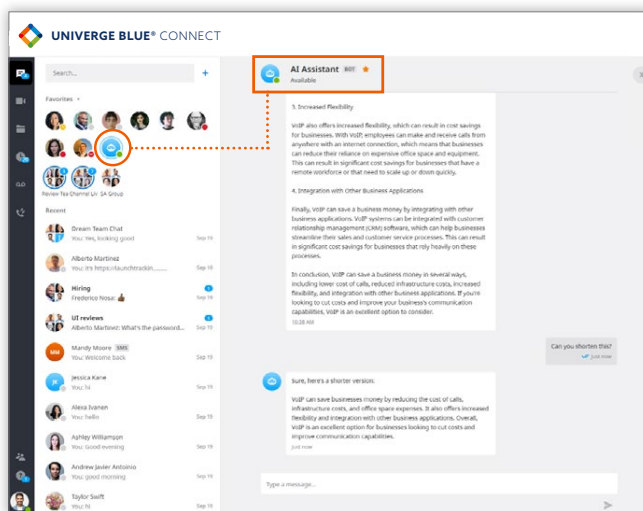 UNIVERGE BLUE® CONNECT
Search...
+
Favorites
Review Tea Channel Liv SA Group
Recent
Dream Team Chat
You: Yes, looking good
Sep 19
Alberta Martinez
Sep 19
Hiring
Frederico Nosa:
Sep 19
UI reviews
Alberto Martinez: What's the password...
Sep 19
MM
Mandy Moore SMS
You: Welcome back
Sep 19
JK
Jessica Kane
You: hi
Sep 19
Alexa Ivanen
You: hello
Sep 19
Ashley Williamson
You: Good evening
Sep 19
Andrew Javier Antoinio
You: good morning
Sep 19
Taylor Swift
You: hi
Sep 19
AI Assistant BOT
Available
3. Increased Flexibility
VoIP also offers increased flexibility, which can result in cost savings
for businesses. With VoIP, employees can make and receive calls from
anywhere with an internet connection, which means that businesses
can reduce their reliance on expensive office space and equipment.
This can result in significant cost savings for businesses that have a
remote workforce or that need to scale up or down quickly.
4. Integration with Other Business Applications
Finally, VoIP can save a business money by integrating with other
business applications. VoIP systems can be integrated with customer
relationship management (CRM) software, which can help businesses
streamline their sales and customer service processes. This can result
in significant cost savings for businesses that rely heavily on these
processes.
In conclusion, VoIP can save a business money in several ways,
including lower cost of calls, reduced infrastructure costs, increased
flexibility, and integration with other business applications. If you're
looking to cut costs and improve your business's communication
capabilities, VoIP is an excellent option to consider.
10:28 AM
Can you shorten this?
just now
Sure, here's a shorter version:
VoIP can save businesses money by reducing the cost of calls,
infrastructure costs, and office space expenses. It also offers increased
flexibility and integration with other business applications. Overall,
VoIP is an excellent option for businesses looking to cut costs and
improve communication capabilities.
just now
Type a message...